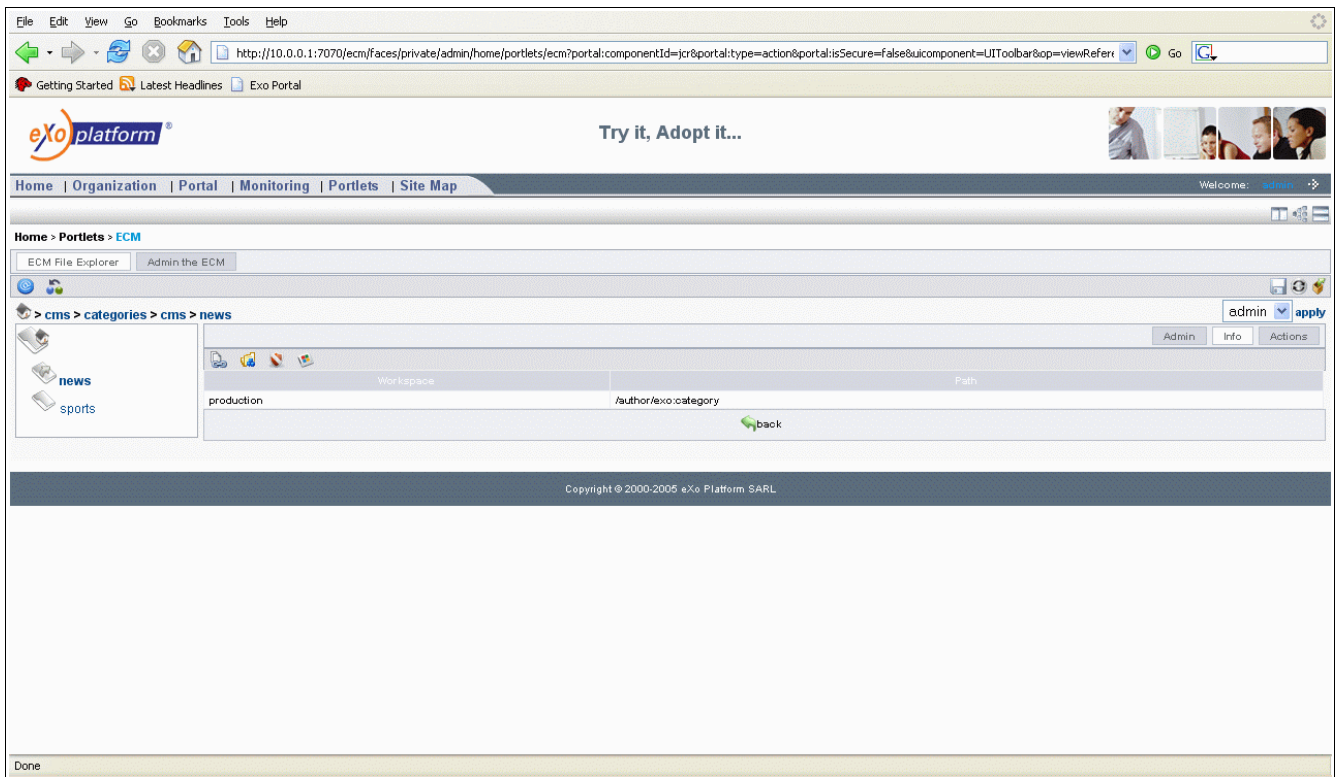 File Edit View Go Bookmarks Tools Help
http://10.0.0.1:7070/ecm/faces/private/admin/home/portlets/ecm?portal:componentId=jcr&portal:type=action&portal:isSecure=false&uicomponent=UIToolbar&op=viewRefere Go G
Getting Started Latest Headlines Exo Portal
eXo platform ® Try it, Adopt it...
Home | Organization | Portal | Monitoring | Portlets | Site Map Welcome: admin
Home > Portlets > ECM
ECM File Explorer Admin the ECM
> cms > categories > cms > news admin apply
Admin Info Actions
news
Workspace Path
sports
production /author/exo:category
back
Copyright © 2000-2005 eXo Platform SARL
Done